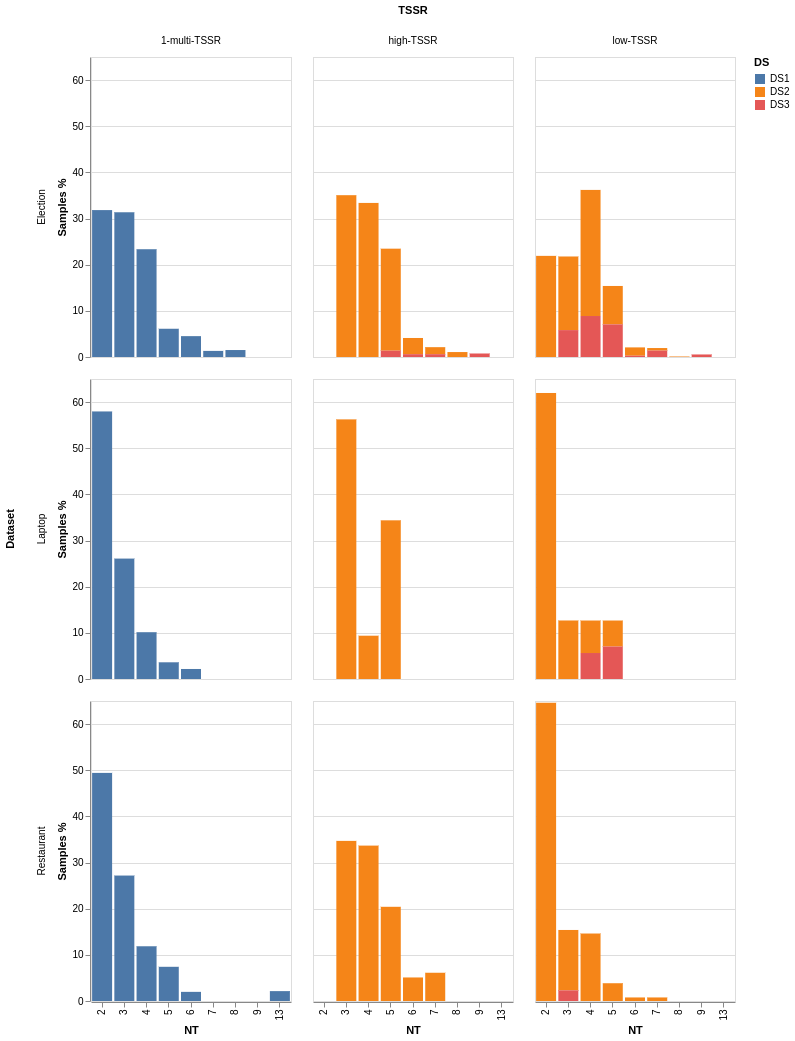 TSSR
1-multi-TSSR high-TSSR low-TSSR
DS
DS1
DS2
DS3
Dataset
Election
Samples %
60
50
40
30
20
10
0
Laptop
Samples %
60
50
40
30
20
10
0
Restaurant
Samples %
60
50
40
30
20
10
0
2 3 4 5 6 7 8 9 13
NT
2 3 4 5 6 7 8 9 13
NT
2 3 4 5 6 7 8 9 13
NT